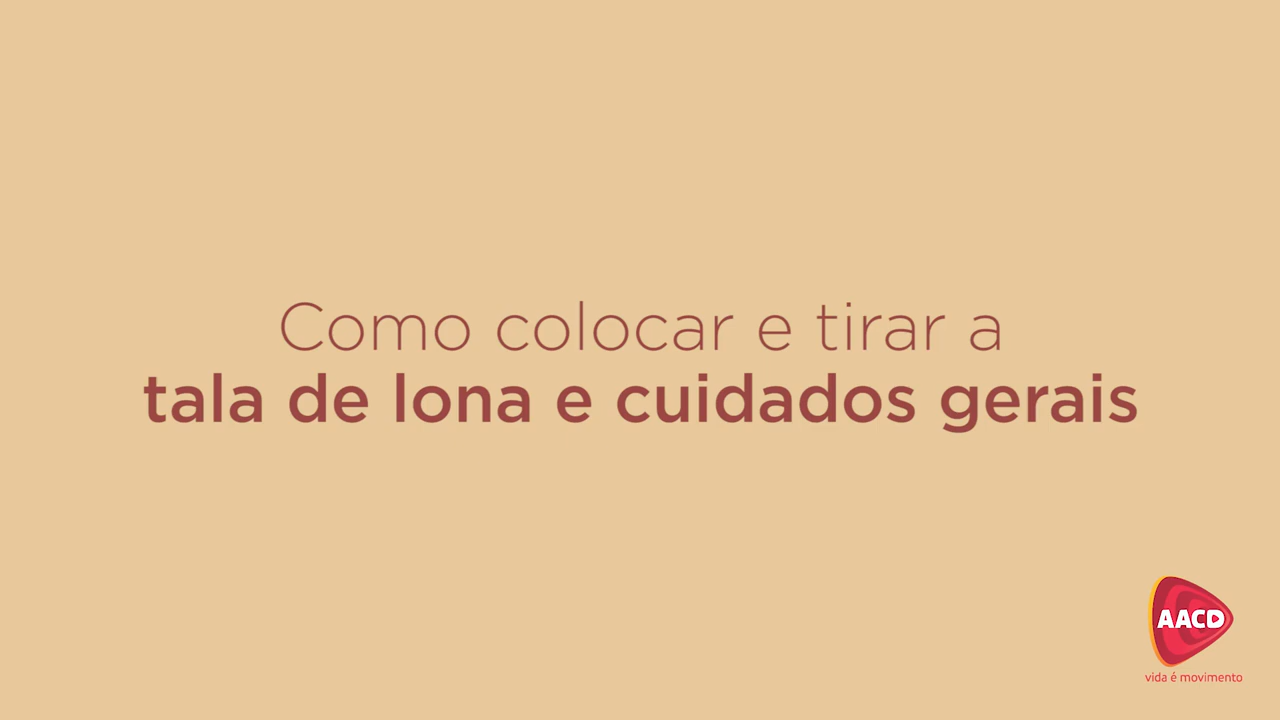 Como colocar e tirar a
tala de lona e cuidados gerais
AACD
vida é movimento